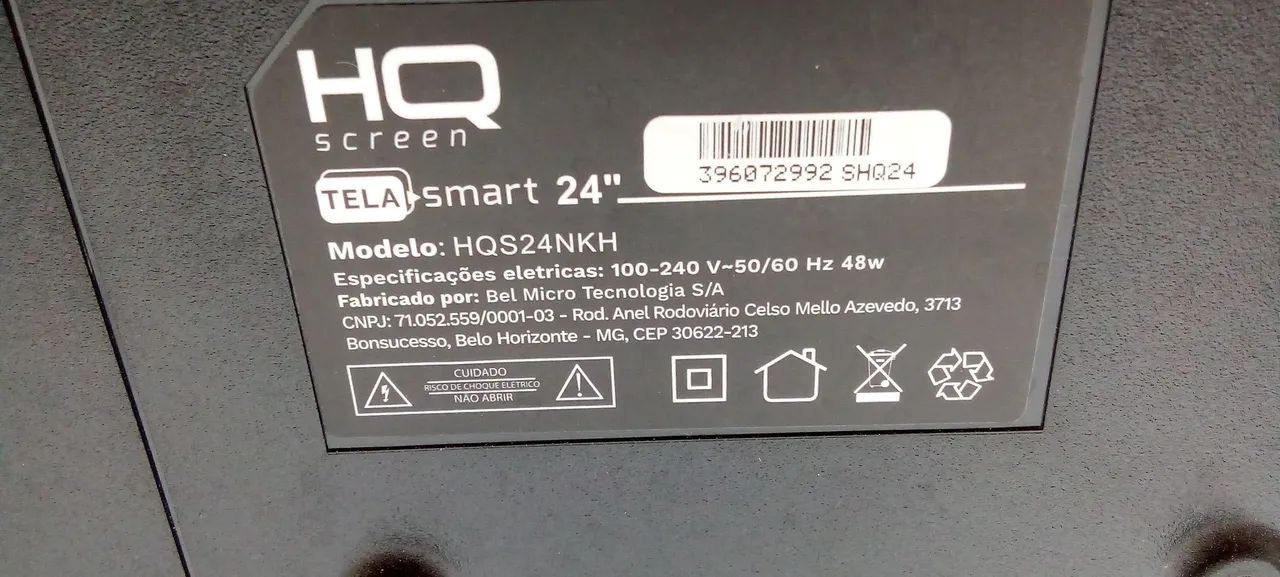 HQ
screen
396072992 SHQ24
TELA smart 24"
Modelo: HQS24NKH
Especificações eletricas: 100-240 V~50/60 Hz 48w
Fabricado por: Bel Micro Tecnologia S/A
CNPJ: 71.052.559/0001-03 - Rod. Anel Rodoviário Celso Mello Azevedo, 3713
Bonsucesso, Belo Horizonte - MG, CEP 30622-213
CUIDADO
RISCO DE CHOQUE ELÉTRICO
NÃO ABRIR